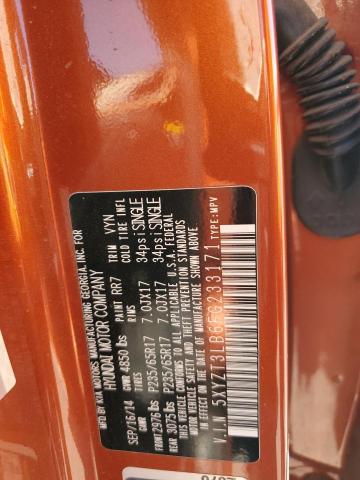 MFD BY KIA MOTORS MANUFACTURING GEORGIA, INC. FOR
HYUNDAI MOTOR COMPANY
SEP/16/14 RR7 TRIM VYN
GVWR 4850 lbs
GAWR TIRES RIMS COLD TIRE INFL
FRONT 2976 lbs P235/65R17 7.0JX17 34psi SINGLE
REAR 3075 lbs P235/65R17 7.0JX17 34psi SINGLE
THIS VEHICLE CONFORMS TO ALL APPLICABLE U.S.A. FEDERAL
MOTOR VEHICLE SAFETY AND THEFT PREVENTION STANDARDS
IN EFFECT ON THE DATE OF MANUFACTURE SHOWN ABOVE
V.I.N: 5XYZT3LB6FG233171 TYPE:MPV